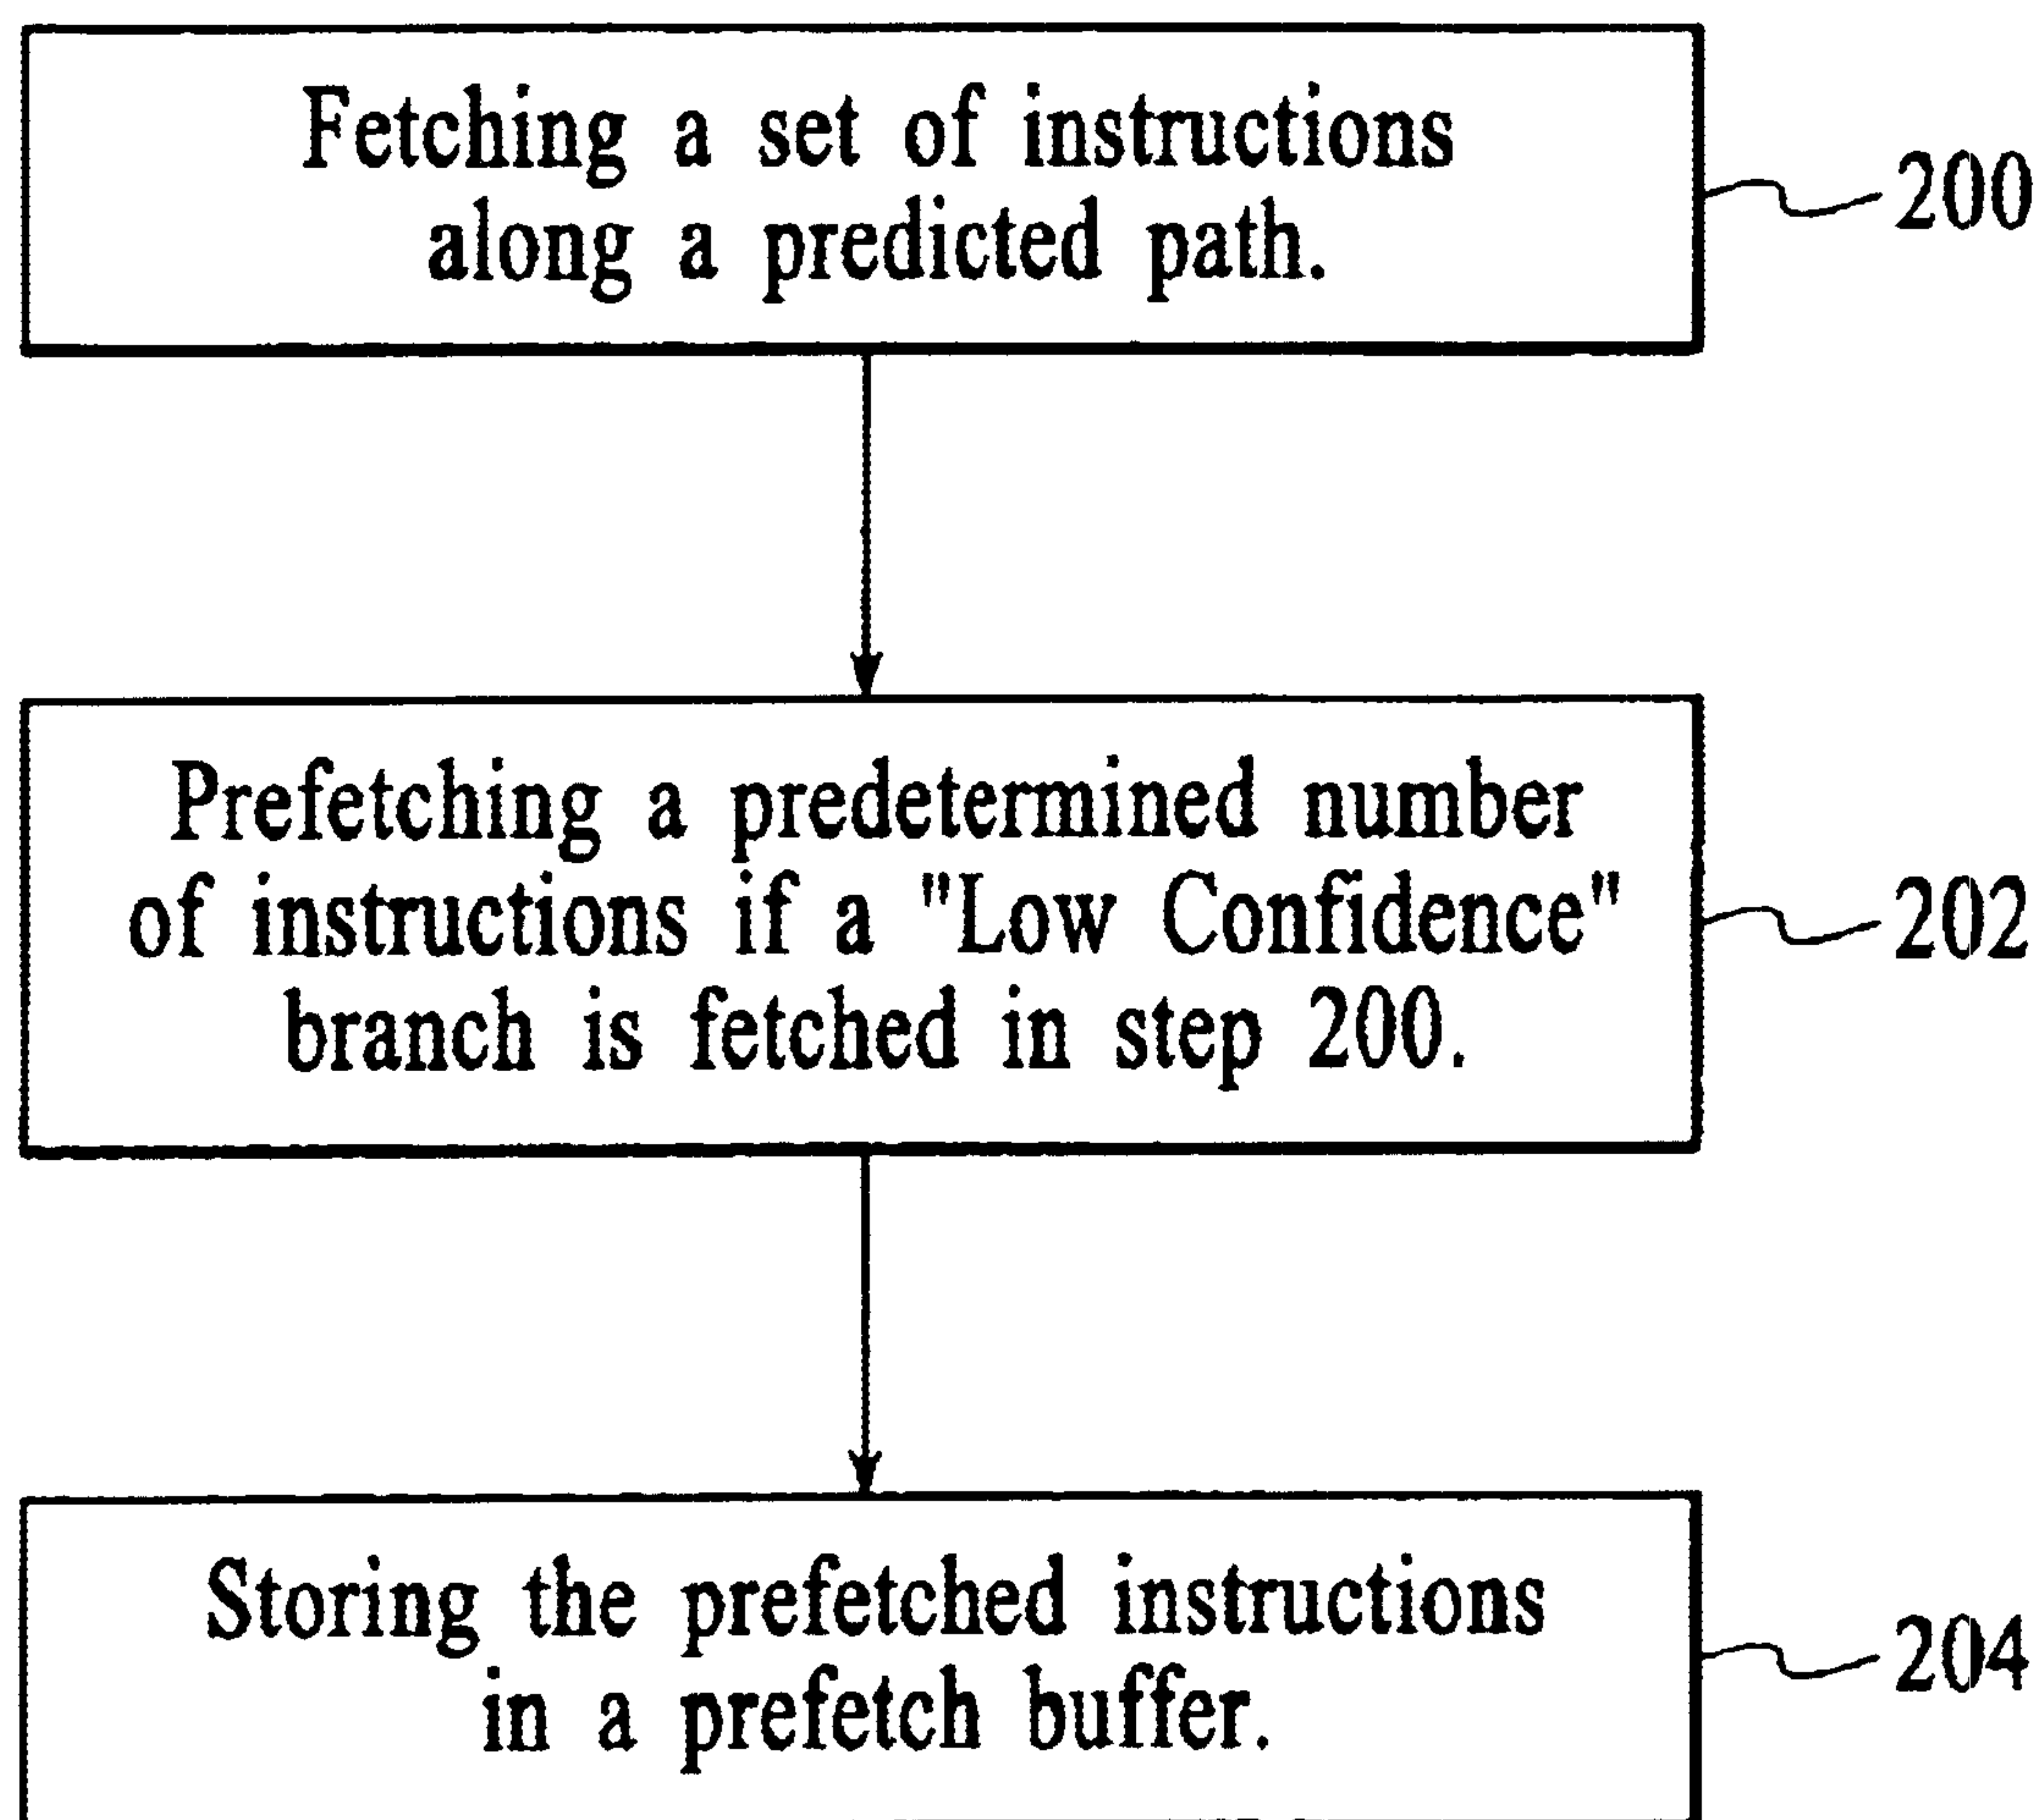 Fetching a set of instructions
along a predicted path.
200
Prefetching a predetermined number
of instructions if a "Low Confidence"
branch is fetched in step 200.
202
Storing the prefetched instructions
in a prefetch buffer.
204